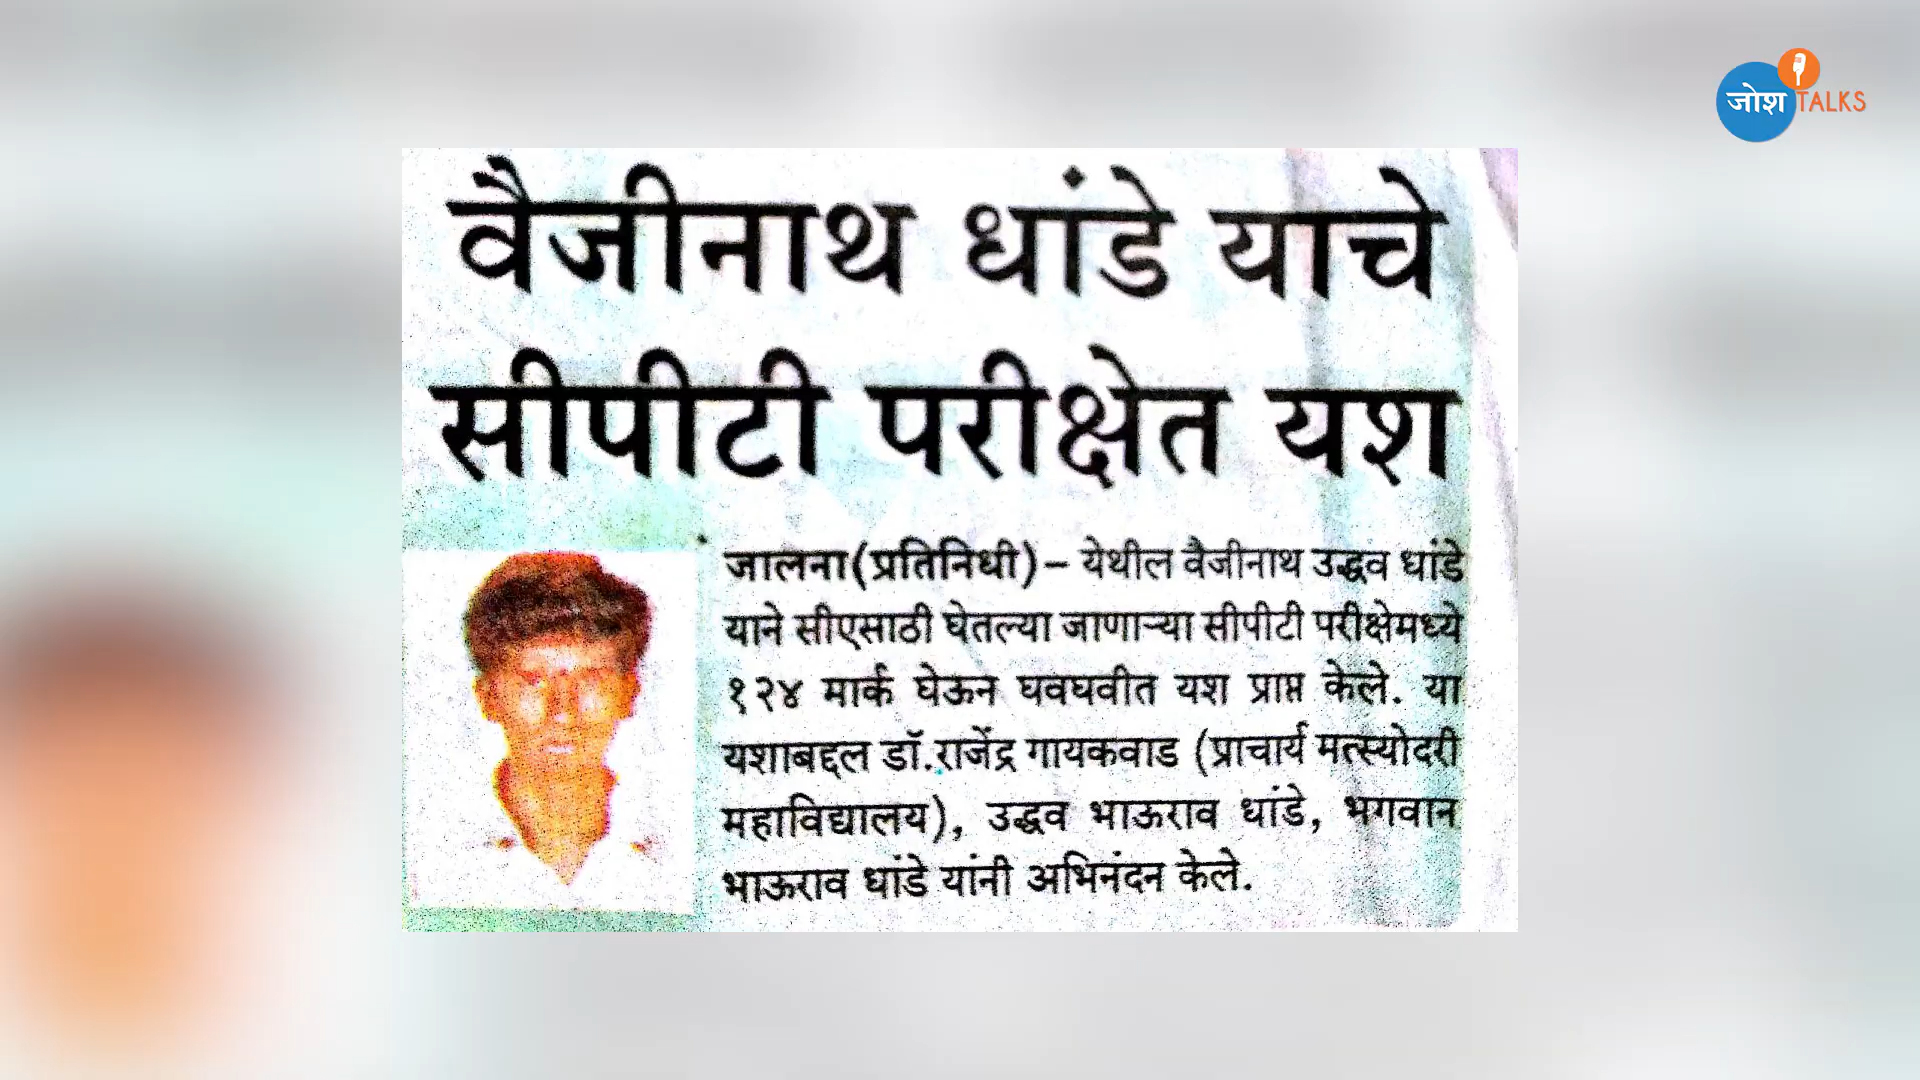 जोश TALKS
वैजीनाथ धांडे याचे
सीपीटी परीक्षेत यश
जालना(प्रतिनिधी)– येथील वैजीनाथ उद्धव धांडे
याने सीएसाठी घेतल्या जाणाऱ्या सीपीटी परीक्षेमध्ये
१२४ मार्क घेऊन घवघवीत यश प्राप्त केले. या
यशाबद्दल डॉ.राजेंद्र गायकवाड (प्राचार्य मत्स्योदरी
महाविद्यालय), उद्धव भाऊराव धांडे, भगवान
भाऊराव धांडे यांनी अभिनंदन केले.